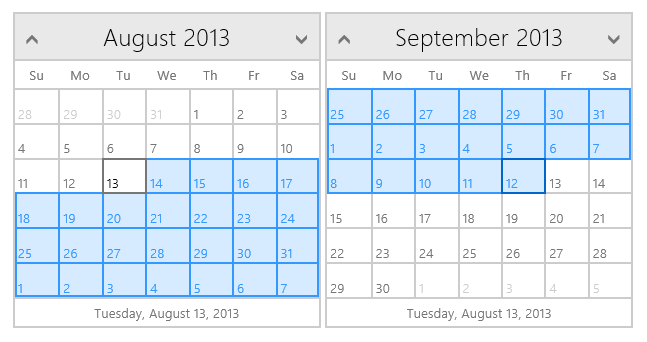 August 2013
Su Mo Tu We Th Fr Sa
28 29 30 31 1 2 3
4 5 6 7 8 9 10
11 12 13 14 15 16 17
18 19 20 21 22 23 24
25 26 27 28 29 30 31
1 2 3 4 5 6 7
Tuesday, August 13, 2013
September 2013
Su Mo Tu We Th Fr Sa
25 26 27 28 29 30 31
1 2 3 4 5 6 7
8 9 10 11 12 13 14
15 16 17 18 19 20 21
22 23 24 25 26 27 28
29 30 1 2 3 4 5
Tuesday, August 13, 2013